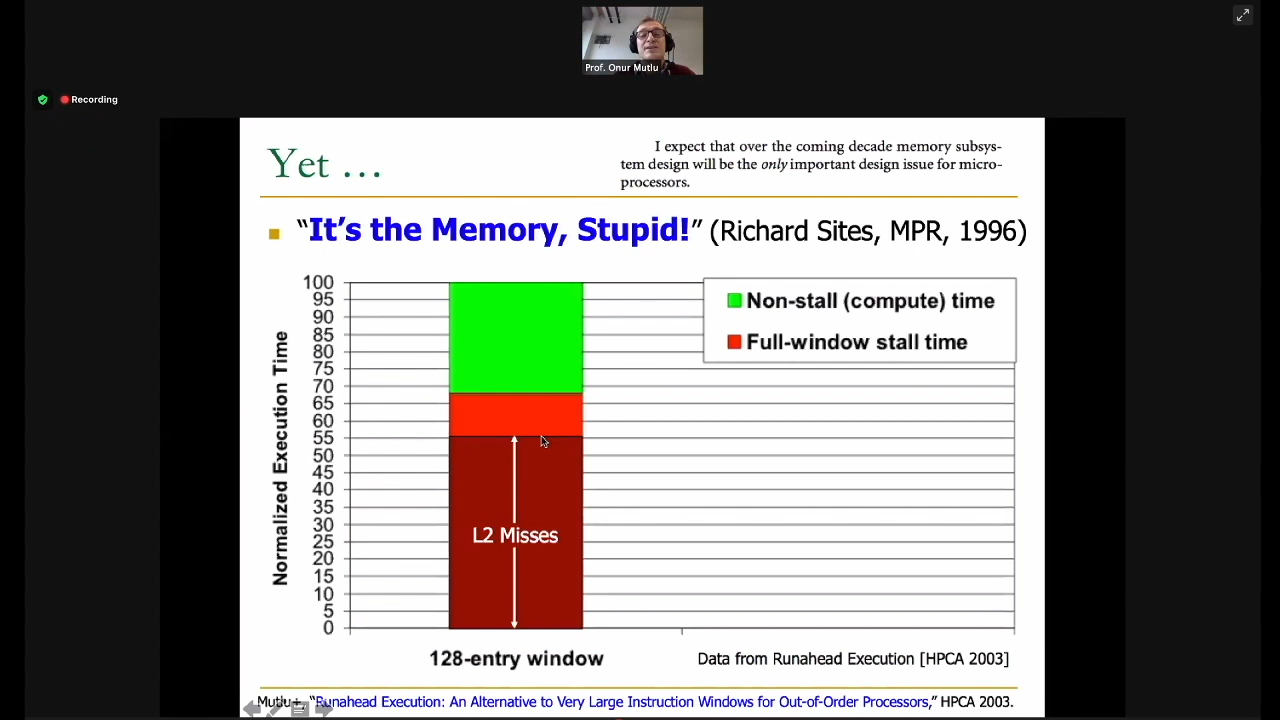 Prof. Onur Mutlu
Recording
Yet …
I expect that over the coming decade memory subsys-
tem design will be the only important design issue for micro-
processors.
“It’s the Memory, Stupid!” (Richard Sites, MPR, 1996)
Normalized Execution Time
100
95
90
85
80
75
70
65
60
55
50
45
40
35
30
25
20
15
10
5
0
Non-stall (compute) time
Full-window stall time
L2 Misses
128-entry window
Data from Runahead Execution [HPCA 2003]
Mutlu+, “Runahead Execution: An Alternative to Very Large Instruction Windows for Out-of-Order Processors,” HPCA 2003.